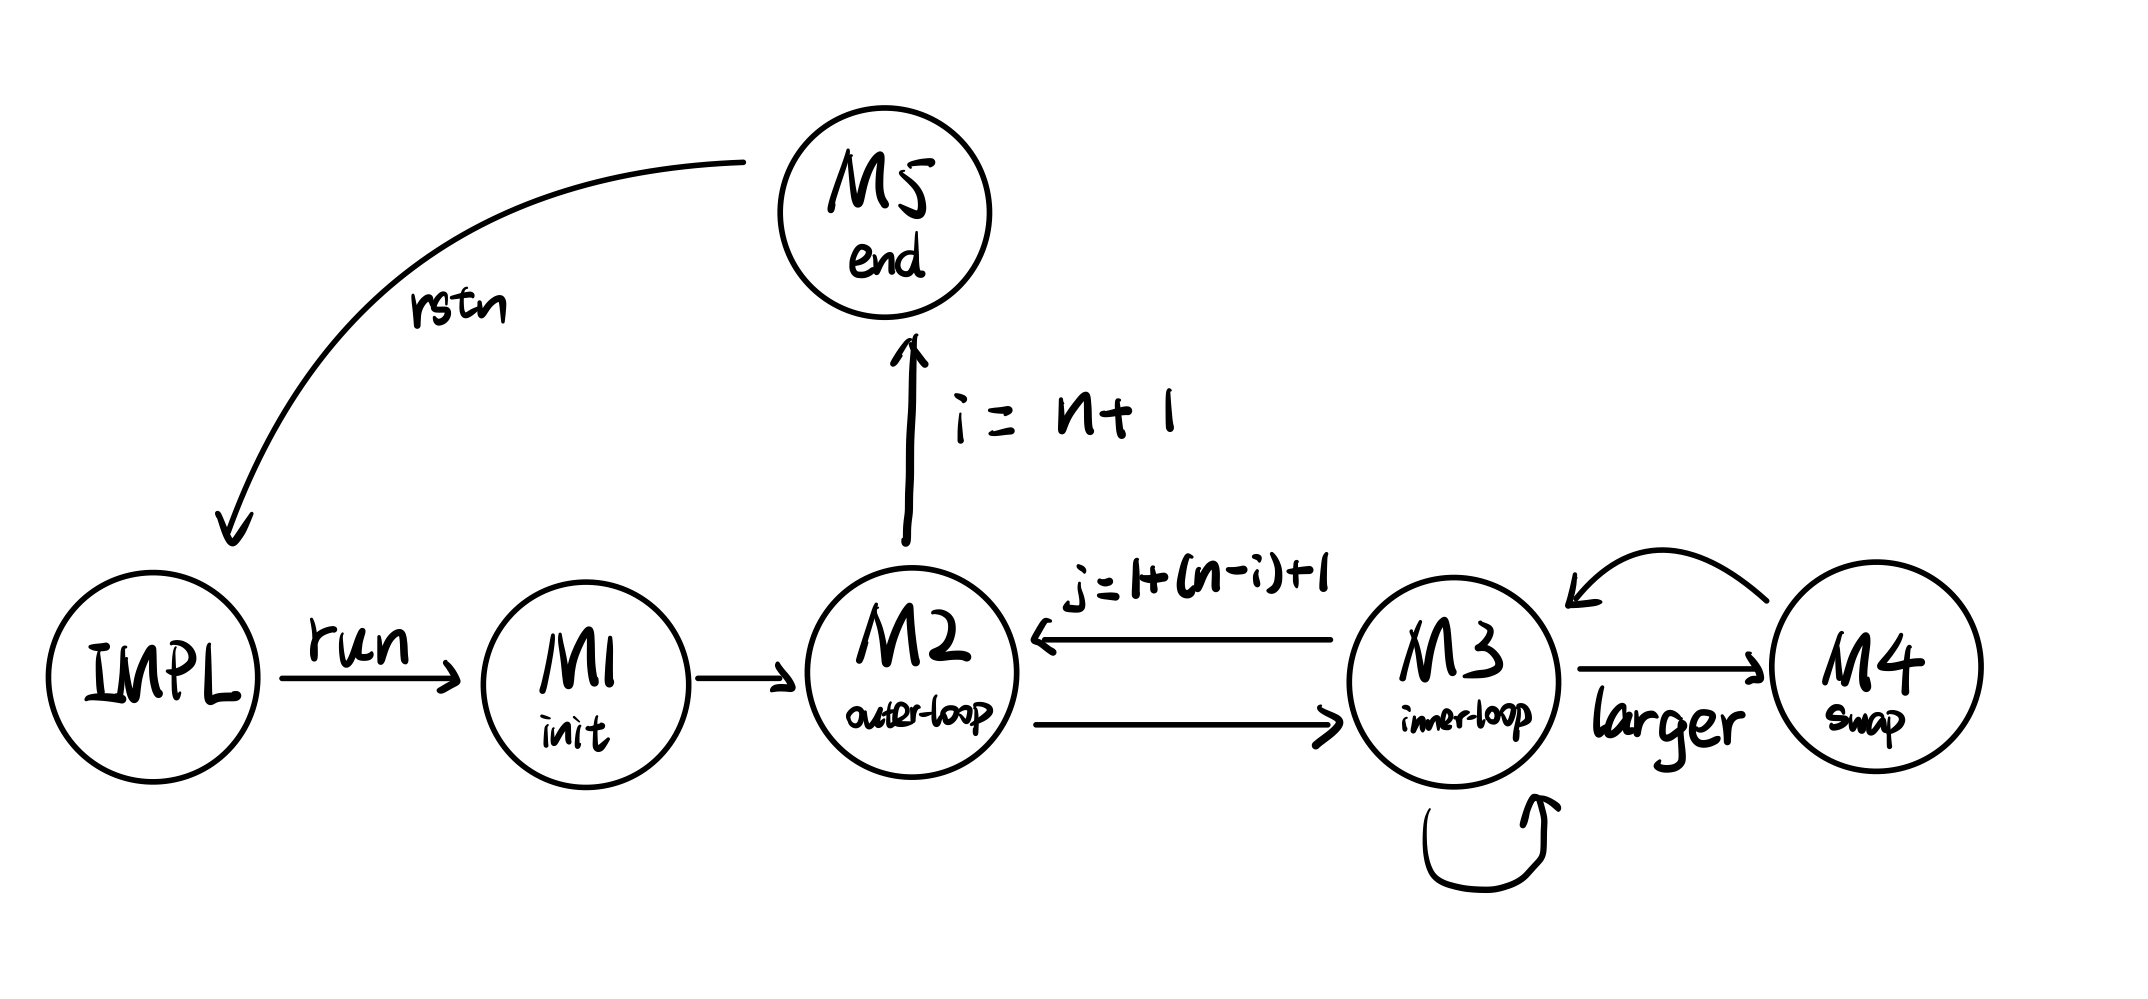 M5
end
rstn
i = n+1
j=1+(n-i)+1
IMPL
run
M1
init
M2
outer-loop
M3
inner-loop
larger
M4
swap